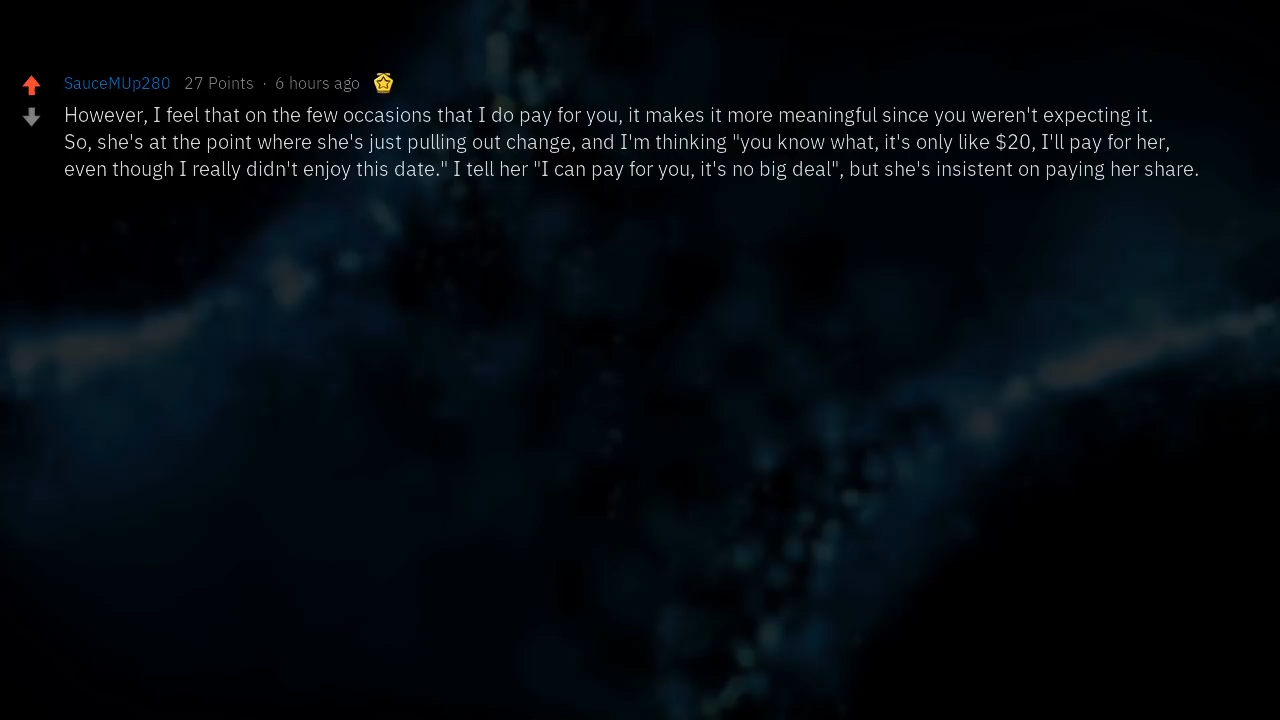 SauceMUp280 27 Points · 6 hours ago
However, I feel that on the few occasions that I do pay for you, it makes it more meaningful since you weren't expecting it.
So, she's at the point where she's just pulling out change, and I'm thinking "you know what, it's only like $20, I'll pay for her,
even though I really didn't enjoy this date." I tell her "I can pay for you, it's no big deal", but she's insistent on paying her share.